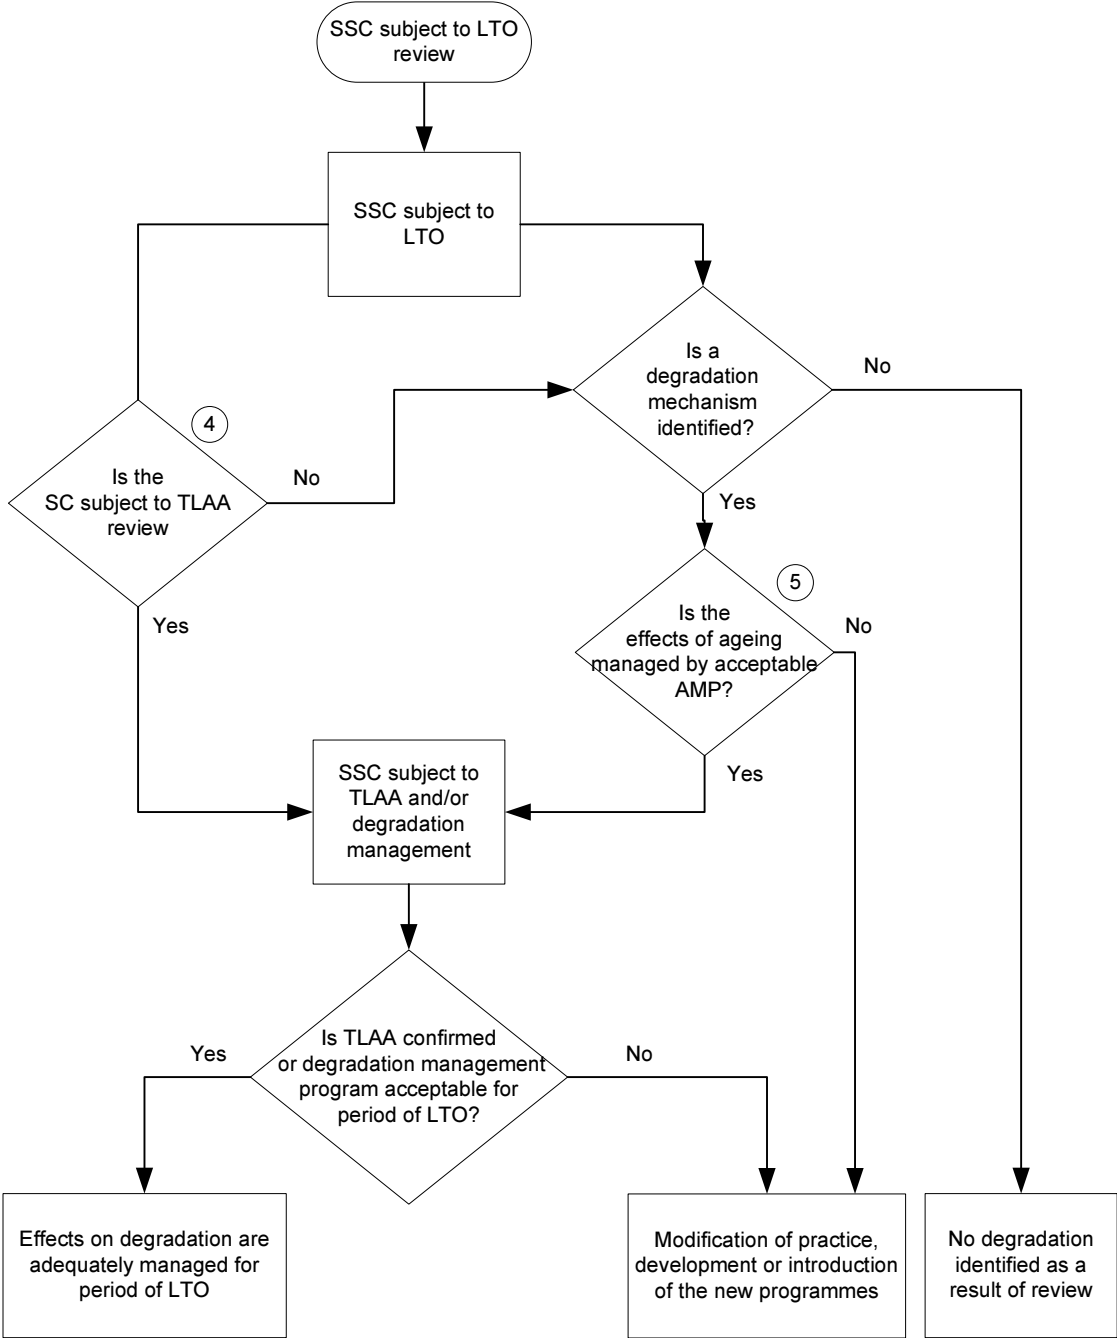 SSC subject to LTO
review
SSC subject to
LTO
Is a
degradation
mechanism
identified?
No
4
Is the
SC subject to TLAA
review
No
Yes
Yes
5
Is the
effects of ageing
managed by acceptable
AMP?
No
Yes
SSC subject to
TLAA and/or
degradation
management
Is TLAA confirmed
or degradation management
program acceptable for
period of LTO?
Yes
No
Effects on degradation are
adequately managed for
period of LTO
Modification of practice,
development or introduction
of the new programmes
No degradation
identified as a
result of review